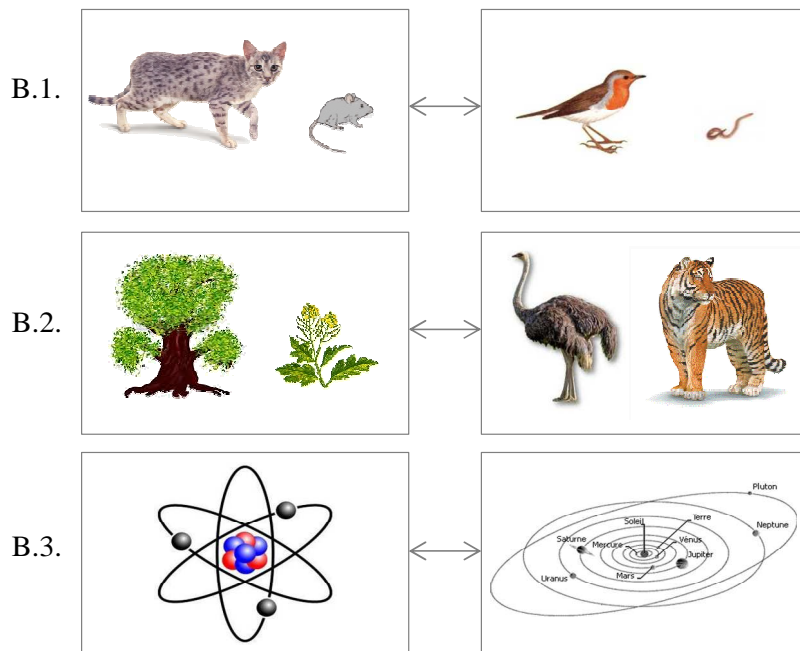 B.1.
B.2.
B.3.
Pluton
Neptune
Soleil
Terre
Saturne
Mercure
Vénus
Jupiter
Mars
Uranus